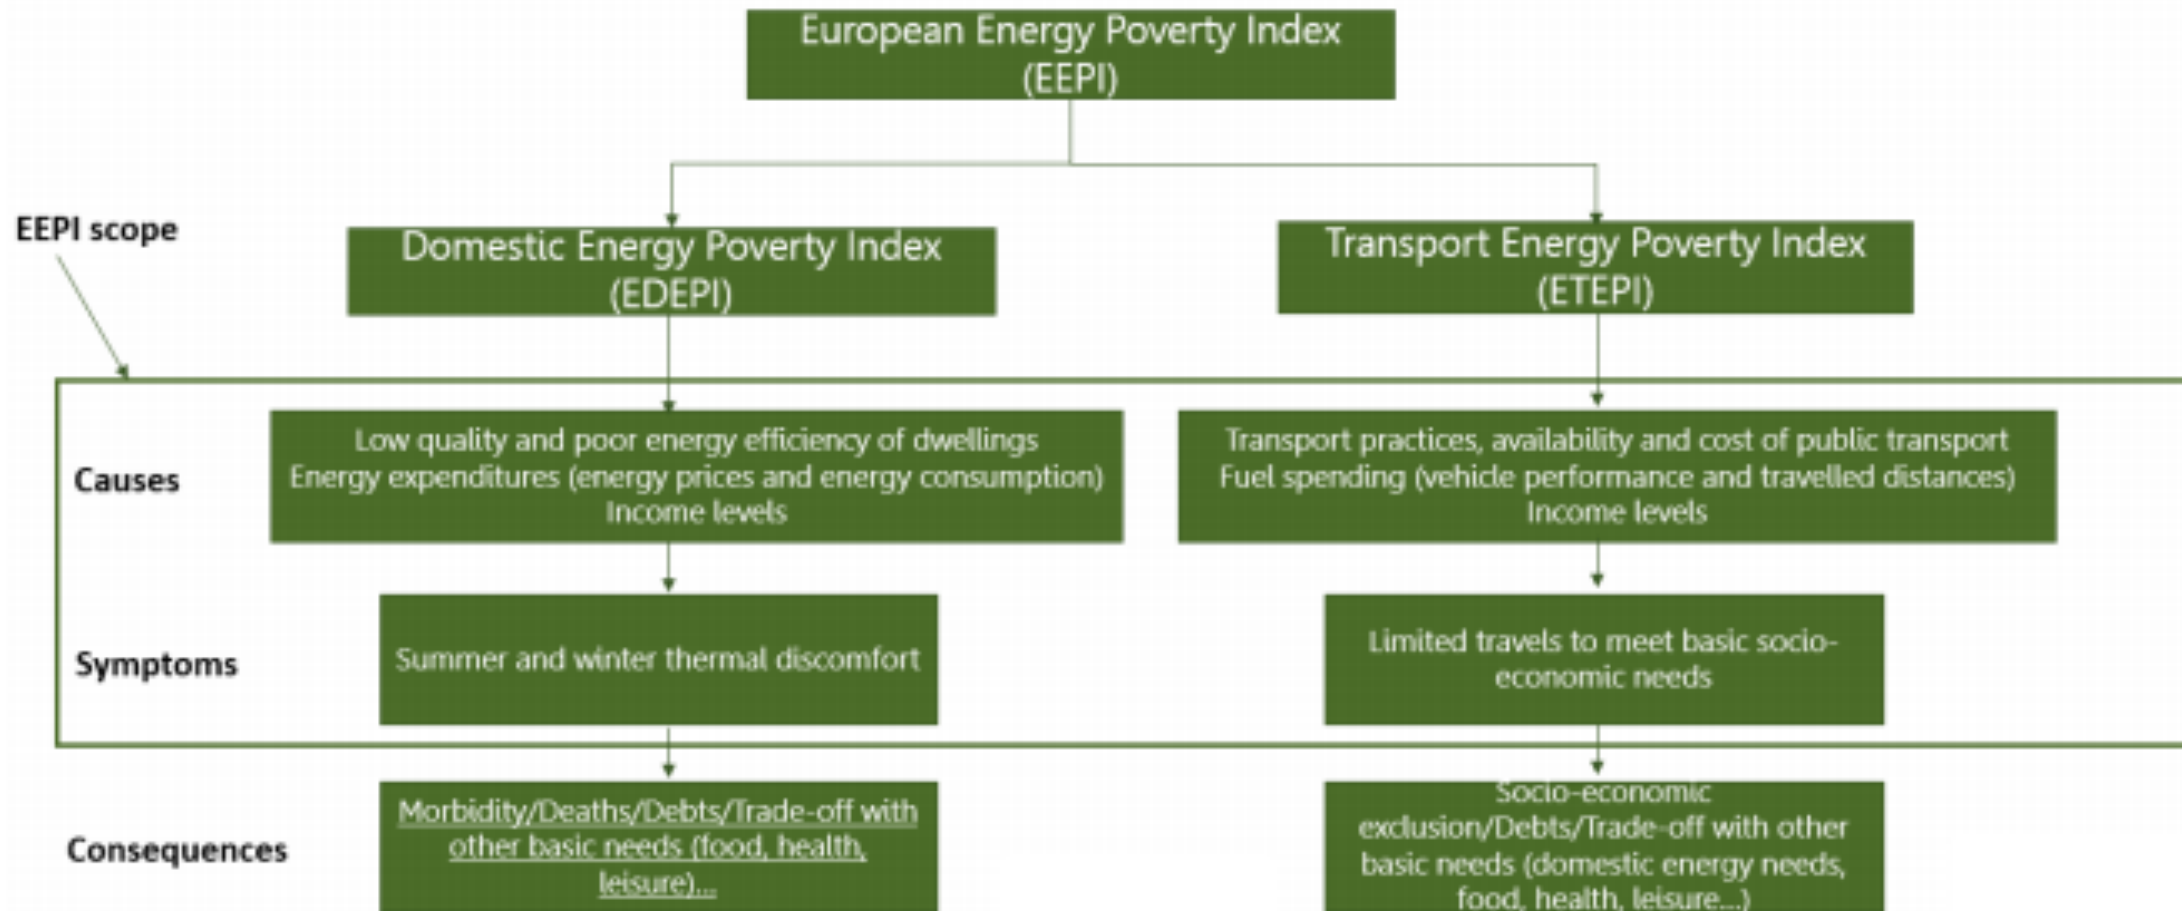 European Energy Poverty Index
(EEPI)
EEPI scope
Domestic Energy Poverty Index
(EDEPI)
Transport Energy Poverty Index
(ETEPI)
Causes
Low quality and poor energy efficiency of dwellings
Energy expenditures (energy prices and energy consumption)
Income levels
Transport practices, availability and cost of public transport
Fuel spending (vehicle performance and travelled distances)
Income levels
Symptoms
Summer and winter thermal discomfort
Limited travels to meet basic socio-
economic needs
Consequences
Morbidity/Deaths/Debts/Trade-off with
other basic needs (food, health,
leisure)...
Socio-economic
exclusion/Debts/Trade-off with other
basic needs (domestic energy needs,
food, health, leisure...)